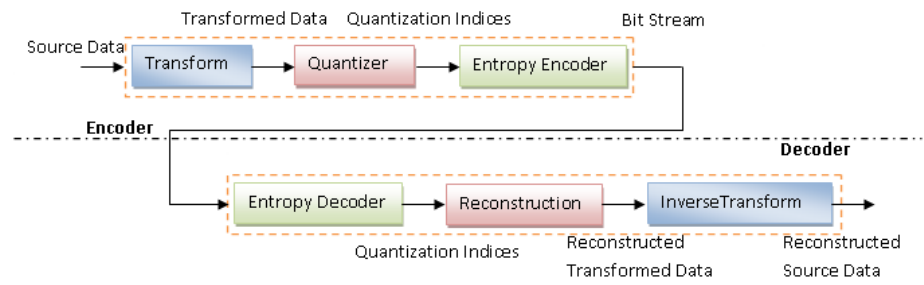 Transformed Data Quantization Indices Bit Stream
Source Data
Transform Quantizer Entropy Encoder
Encoder
Decoder
Entropy Decoder Reconstruction InverseTransform
Quantization Indices Reconstructed Reconstructed
Transformed Data Source Data